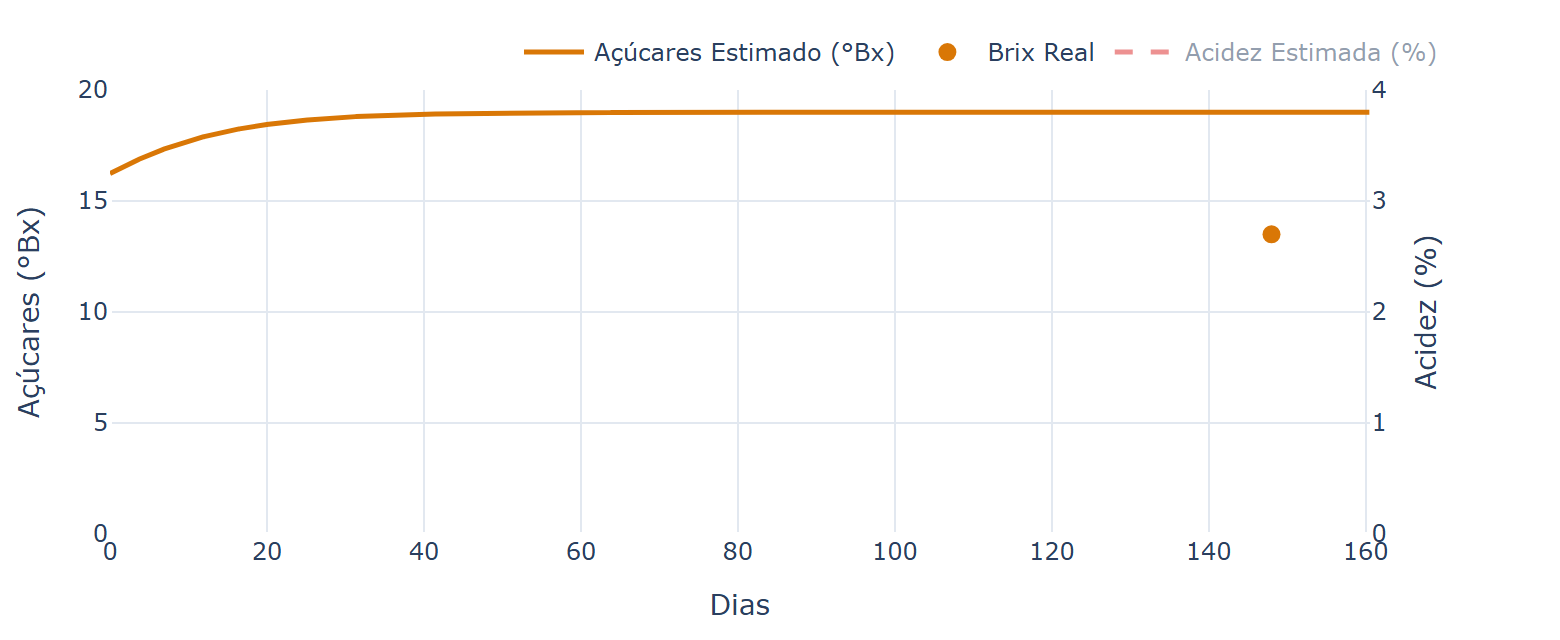 Açúcares Estimado (°Bx) Brix Real Acidez Estimada (%)
20 4
15 3
10 2
5 1
0 0
Açúcares (°Bx)
Acidez (%)
0 20 40 60 80 100 120 140 160
Dias